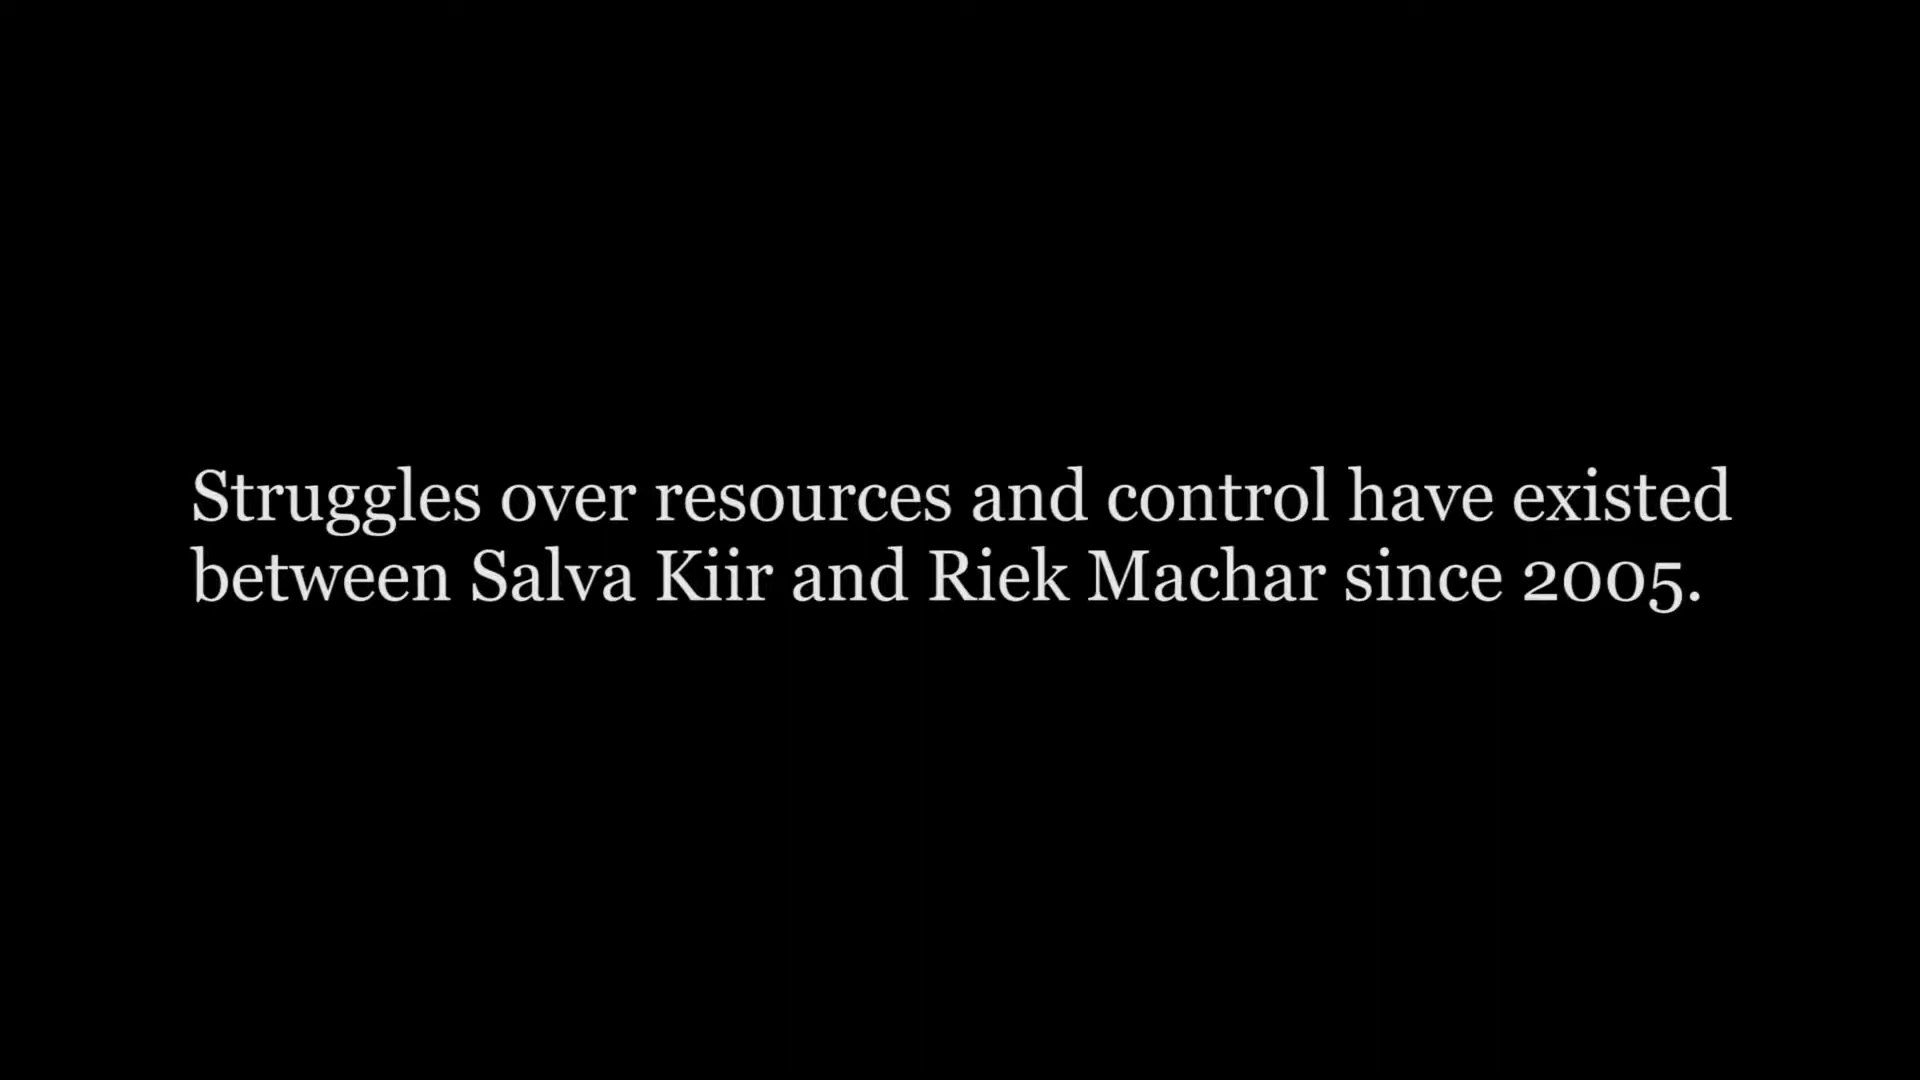 Struggles over resources and control have existed
between Salva Kiir and Riek Machar since 2005.